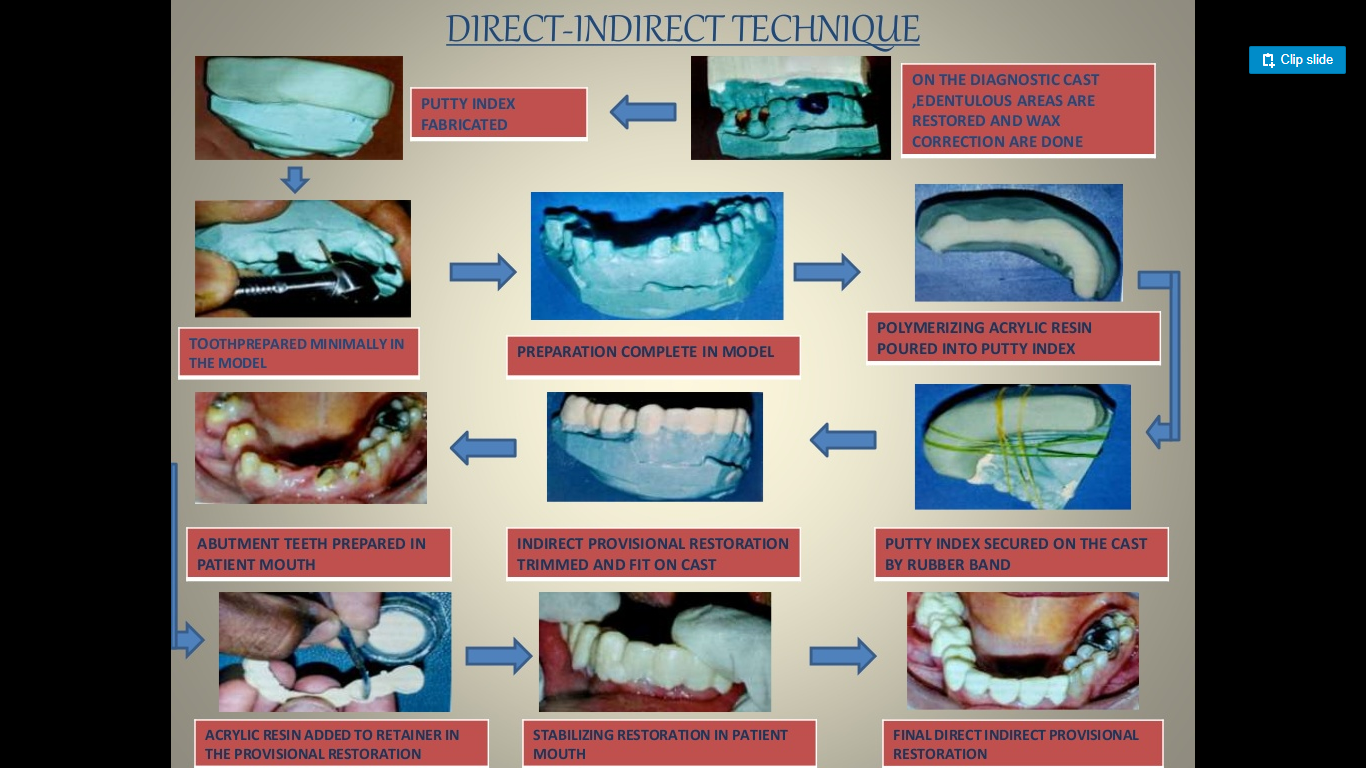 DIRECT-INDIRECT TECHNIQUE
Clip slide
ON THE DIAGNOSTIC CAST
,EDENTULOUS AREAS ARE
RESTORED AND WAX
CORRECTION ARE DONE
PUTTY INDEX
FABRICATED
TOOTHPREPARED MINIMALLY IN
THE MODEL
PREPARATION COMPLETE IN MODEL
POLYMERIZING ACRYLIC RESIN
POURED INTO PUTTY INDEX
PUTTY INDEX SECURED ON THE CAST
BY RUBBER BAND
INDIRECT PROVISIONAL RESTORATION
TRIMMED AND FIT ON CAST
ABUTMENT TEETH PREPARED IN
PATIENT MOUTH
ACRYLIC RESIN ADDED TO RETAINER IN
THE PROVISIONAL RESTORATION
STABILIZING RESTORATION IN PATIENT
MOUTH
FINAL DIRECT INDIRECT PROVISIONAL
RESTORATION